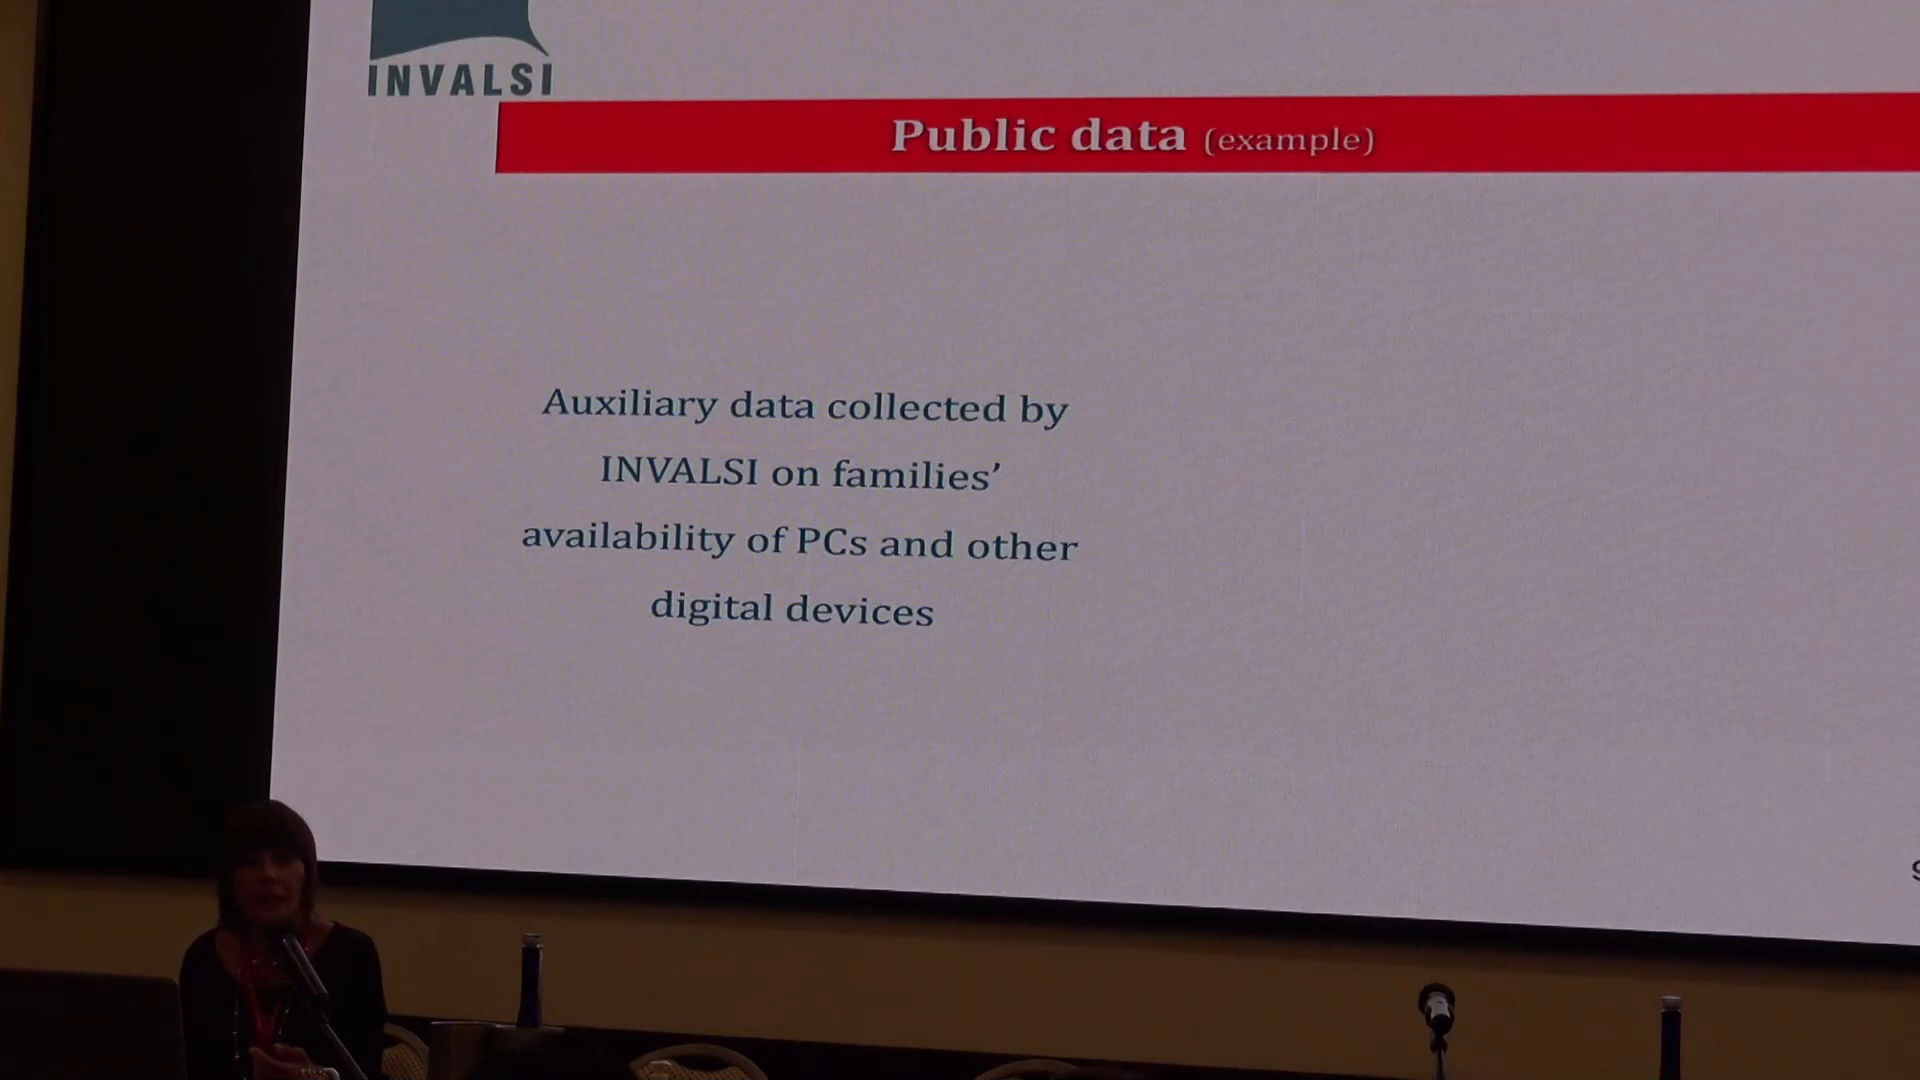 INVALSI
Public data (example)
Auxiliary data collected by
INVALSI on families’
availability of PCs and other
digital devices